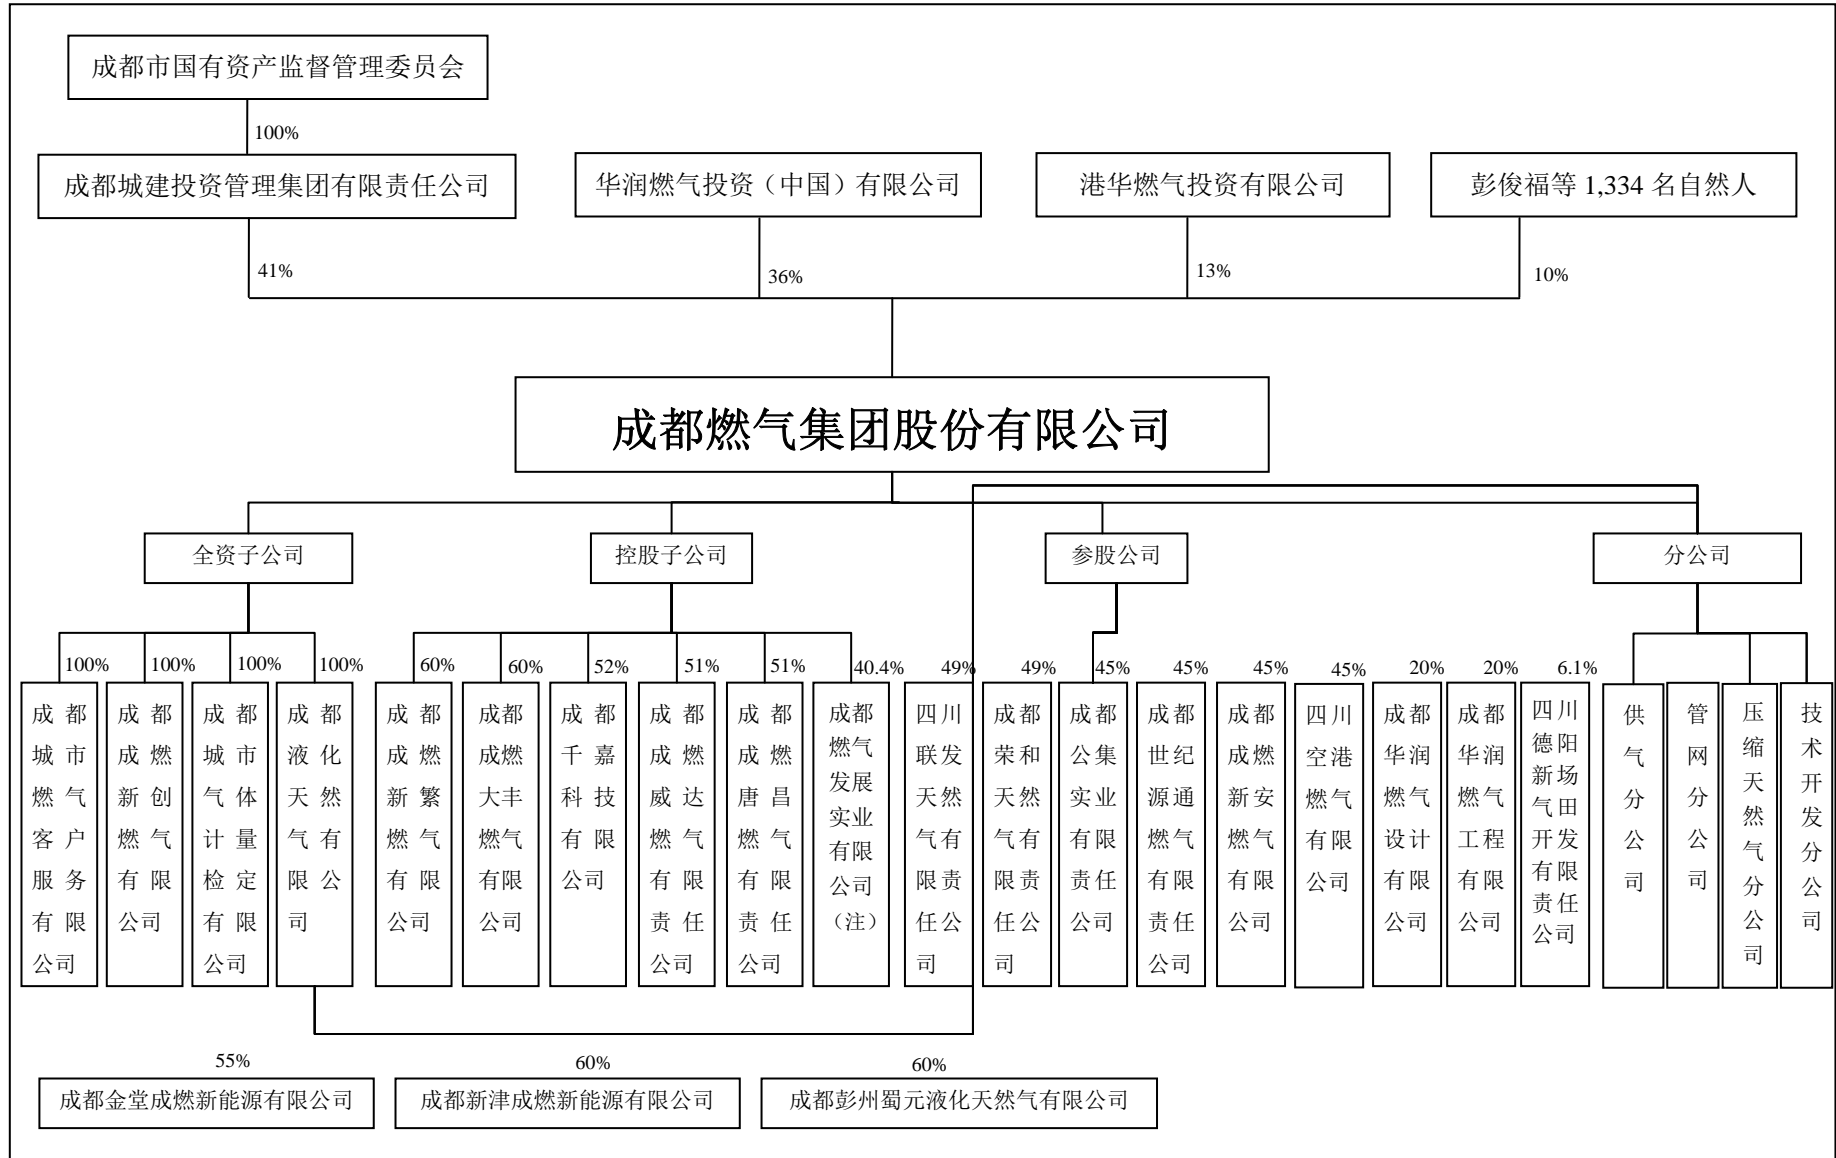 成都市国有资产监督管理委员会
100%
成都城建投资管理集团有限责任公司
华润燃气投资（中国）有限公司
港华燃气投资有限公司
彭俊福等 1,334 名自然人
41%
36%
13%
10%
成都燃气集团股份有限公司
全资子公司
控股子公司
参股公司
分公司
100%
100%
100%
100%
60%
60%
52%
51%
51%
40.4%
49%
49%
45%
45%
45%
45%
20%
20%
6.1%
成都
城市
燃气
客户
服务
有限
公司
成都
成燃
新创
燃气
有限
公司
成都
城市
气体
计量
检定
有限
公司
成都
液化
天然
气有
限公
司
成都
成燃
新繁
燃气
有限
公司
成都
成燃
大丰
燃气
有限
公司
成都
千嘉
科技
有限
公司
成都
成燃
威达
燃气
有限
责任
公司
成都
成燃
唐昌
燃气
有限
责任
公司
成都
燃气
发展
实业
有限
公司
（注）
四川
联发
天然
气有
限责
任公
司
成都
荣和
天然
气有
限责
任公
司
成都
公集
实业
有限
责任
公司
成都
世纪
源通
燃气
有限
责任
公司
成都
成燃
新安
燃气
有限
公司
四川
空港
燃气
有限
公司
成都
华润
燃气
设计
有限
公司
成都
华润
燃气
工程
有限
公司
四川
德阳
新场
气田
开发
有限
责任
公司
供
气
分
公
司
管
网
分
公
司
压
缩
天
然
气
分
公
司
技
术
开
发
分
公
司
55%
60%
60%
成都金堂成燃新能源有限公司
成都新津成燃新能源有限公司
成都彭州蜀元液化天然气有限公司